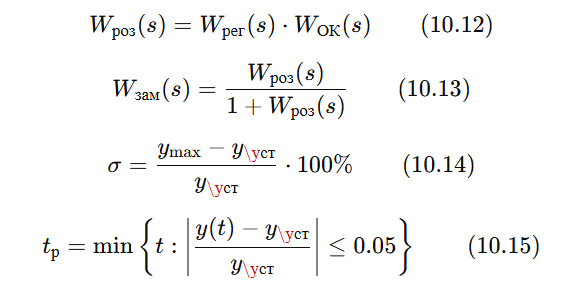 W_роз(s) = W_рег(s) · W_ОК(s) (10.12)
W_зам(s) = W_роз(s) / (1 + W_роз(s)) (10.13)
σ = (y_max − y_\уст) / y_\уст · 100% (10.14)
t_р = min { t : | (y(t) − y_\уст) / y_\уст | ≤ 0.05 } (10.15)